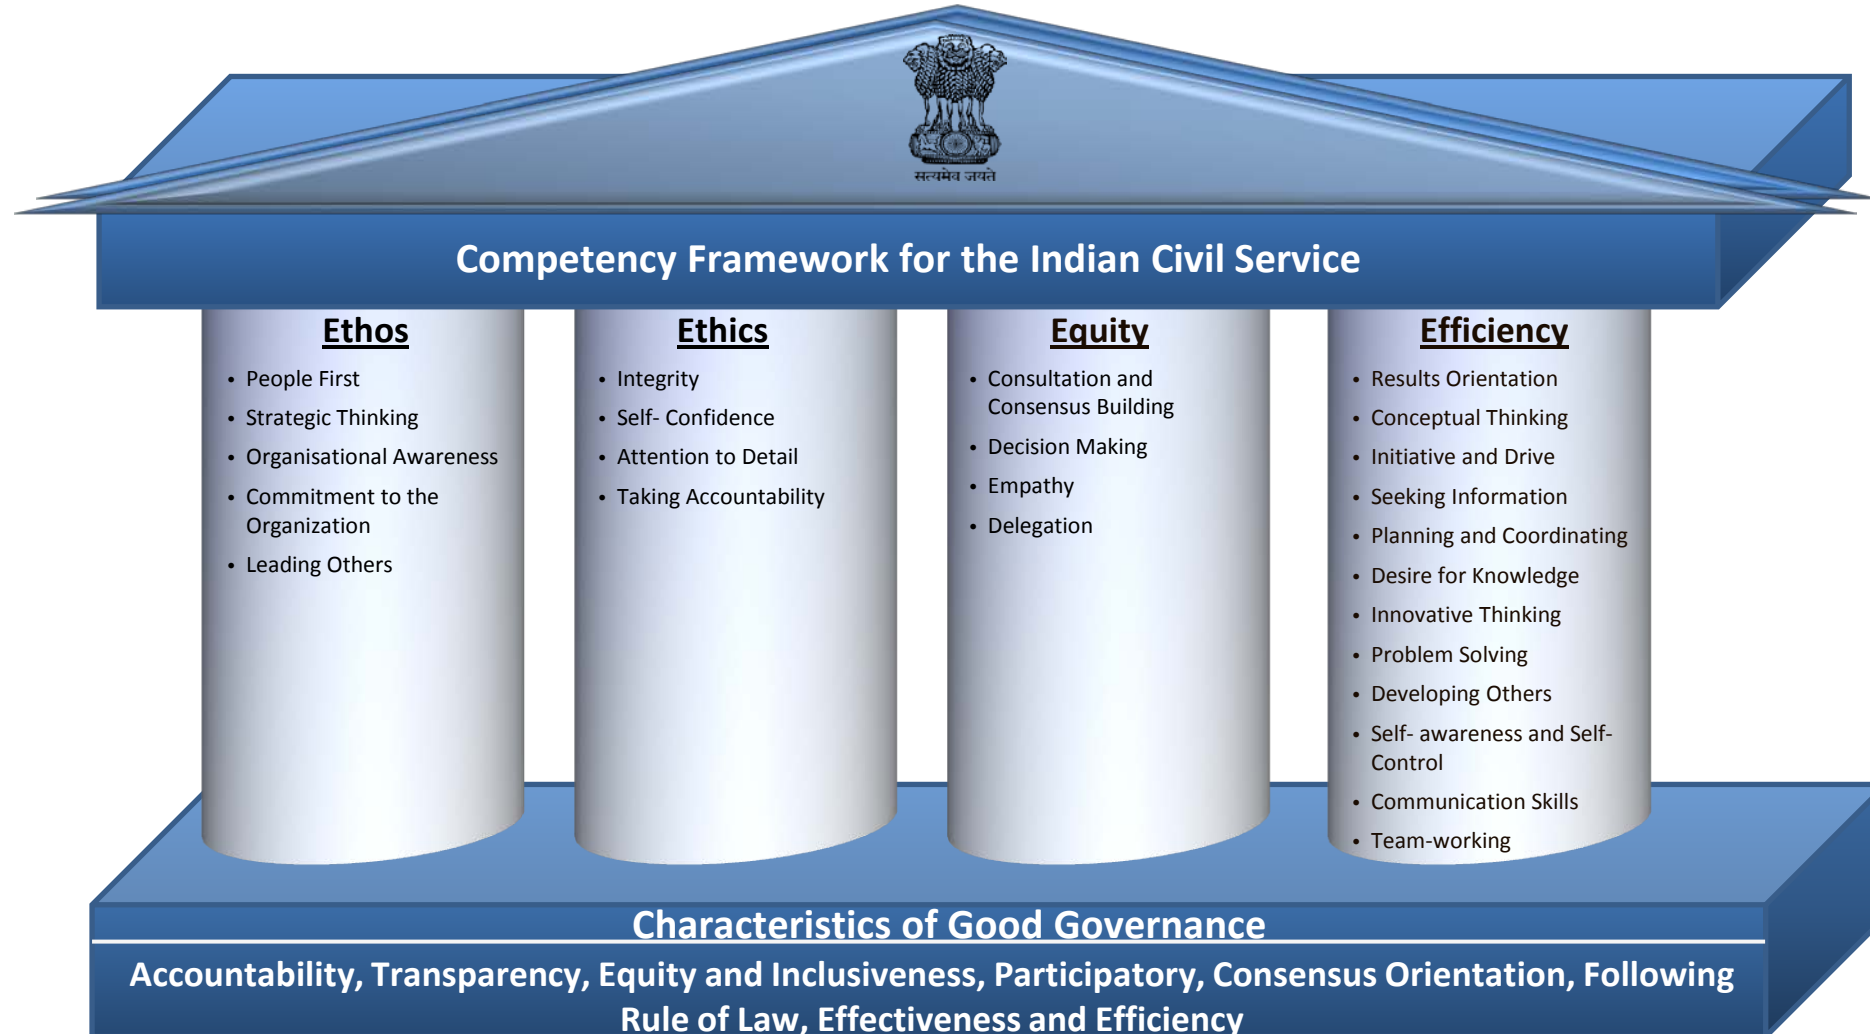 सत्यमेव जयते
Competency Framework for the Indian Civil Service
Ethos
• People First
• Strategic Thinking
• Organisational Awareness
• Commitment to the
Organization
• Leading Others
Ethics
• Integrity
• Self- Confidence
• Attention to Detail
• Taking Accountability
Equity
• Consultation and
Consensus Building
• Decision Making
• Empathy
• Delegation
Efficiency
• Results Orientation
• Conceptual Thinking
• Initiative and Drive
• Seeking Information
• Planning and Coordinating
• Desire for Knowledge
• Innovative Thinking
• Problem Solving
• Developing Others
• Self- awareness and Self-
Control
• Communication Skills
• Team-working
Characteristics of Good Governance
Accountability, Transparency, Equity and Inclusiveness, Participatory, Consensus Orientation, Following
Rule of Law, Effectiveness and Efficiency